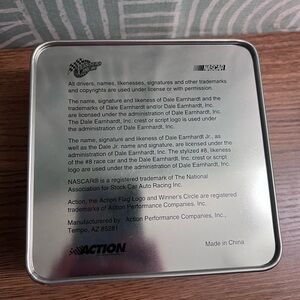 NASCAR
All drivers, names, likenesses, signatures and other trademarks
and copyrights are used under license or with permission.
The name, signature and likeness of Dale Earnhardt and the
trademarks of Dale Earnhardt and/or Dale Earnhardt, Inc.
are licensed under the administration of Dale Earnhardt, Inc.
The Dale Earnhardt, Inc. crest or script logo is used under
the administration of Dale Earnhardt, Inc.
The name, signature and likeness of Dale Earnhardt Jr., as
well as the Dale Jr. name and signature, are licensed under the
administration of Dale Earnhardt, Inc. The stylized #8, likeness
of the #8 race car and the Dale Earnhardt Inc. crest or script
logo are used under the administration of Dale Earnhardt, Inc.
NASCAR® is a registered trademark of The National
Association for Stock Car Auto Racing Inc.
Action, the Action Flag Logo and Winner's Circle are registered
trademarks of Action Performance Companies, Inc.
Manufactured by: Action Performance Companies, Inc.,
Tempe, AZ 85281
ACTION
Made in China